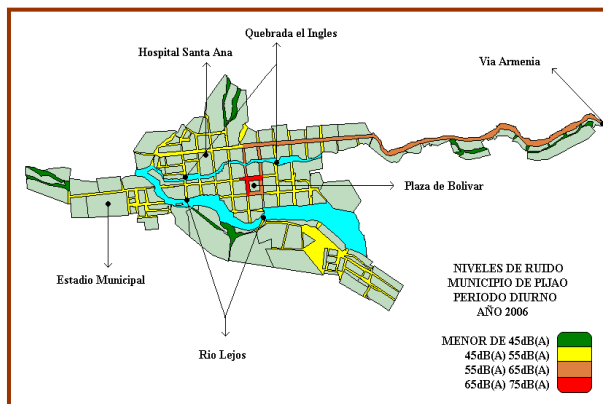 Quebrada el Ingles
Hospital Santa Ana
Via Armenia
Plaza de Bolivar
Estadio Municipal
Rio Lejos
NIVELES DE RUIDO
MUNICIPIO DE PIJAO
PERIODO DIURNO
AÑO 2006
MENOR DE 45dB(A)
45dB(A) 55dB(A)
55dB(A) 65dB(A)
65dB(A) 75dB(A)